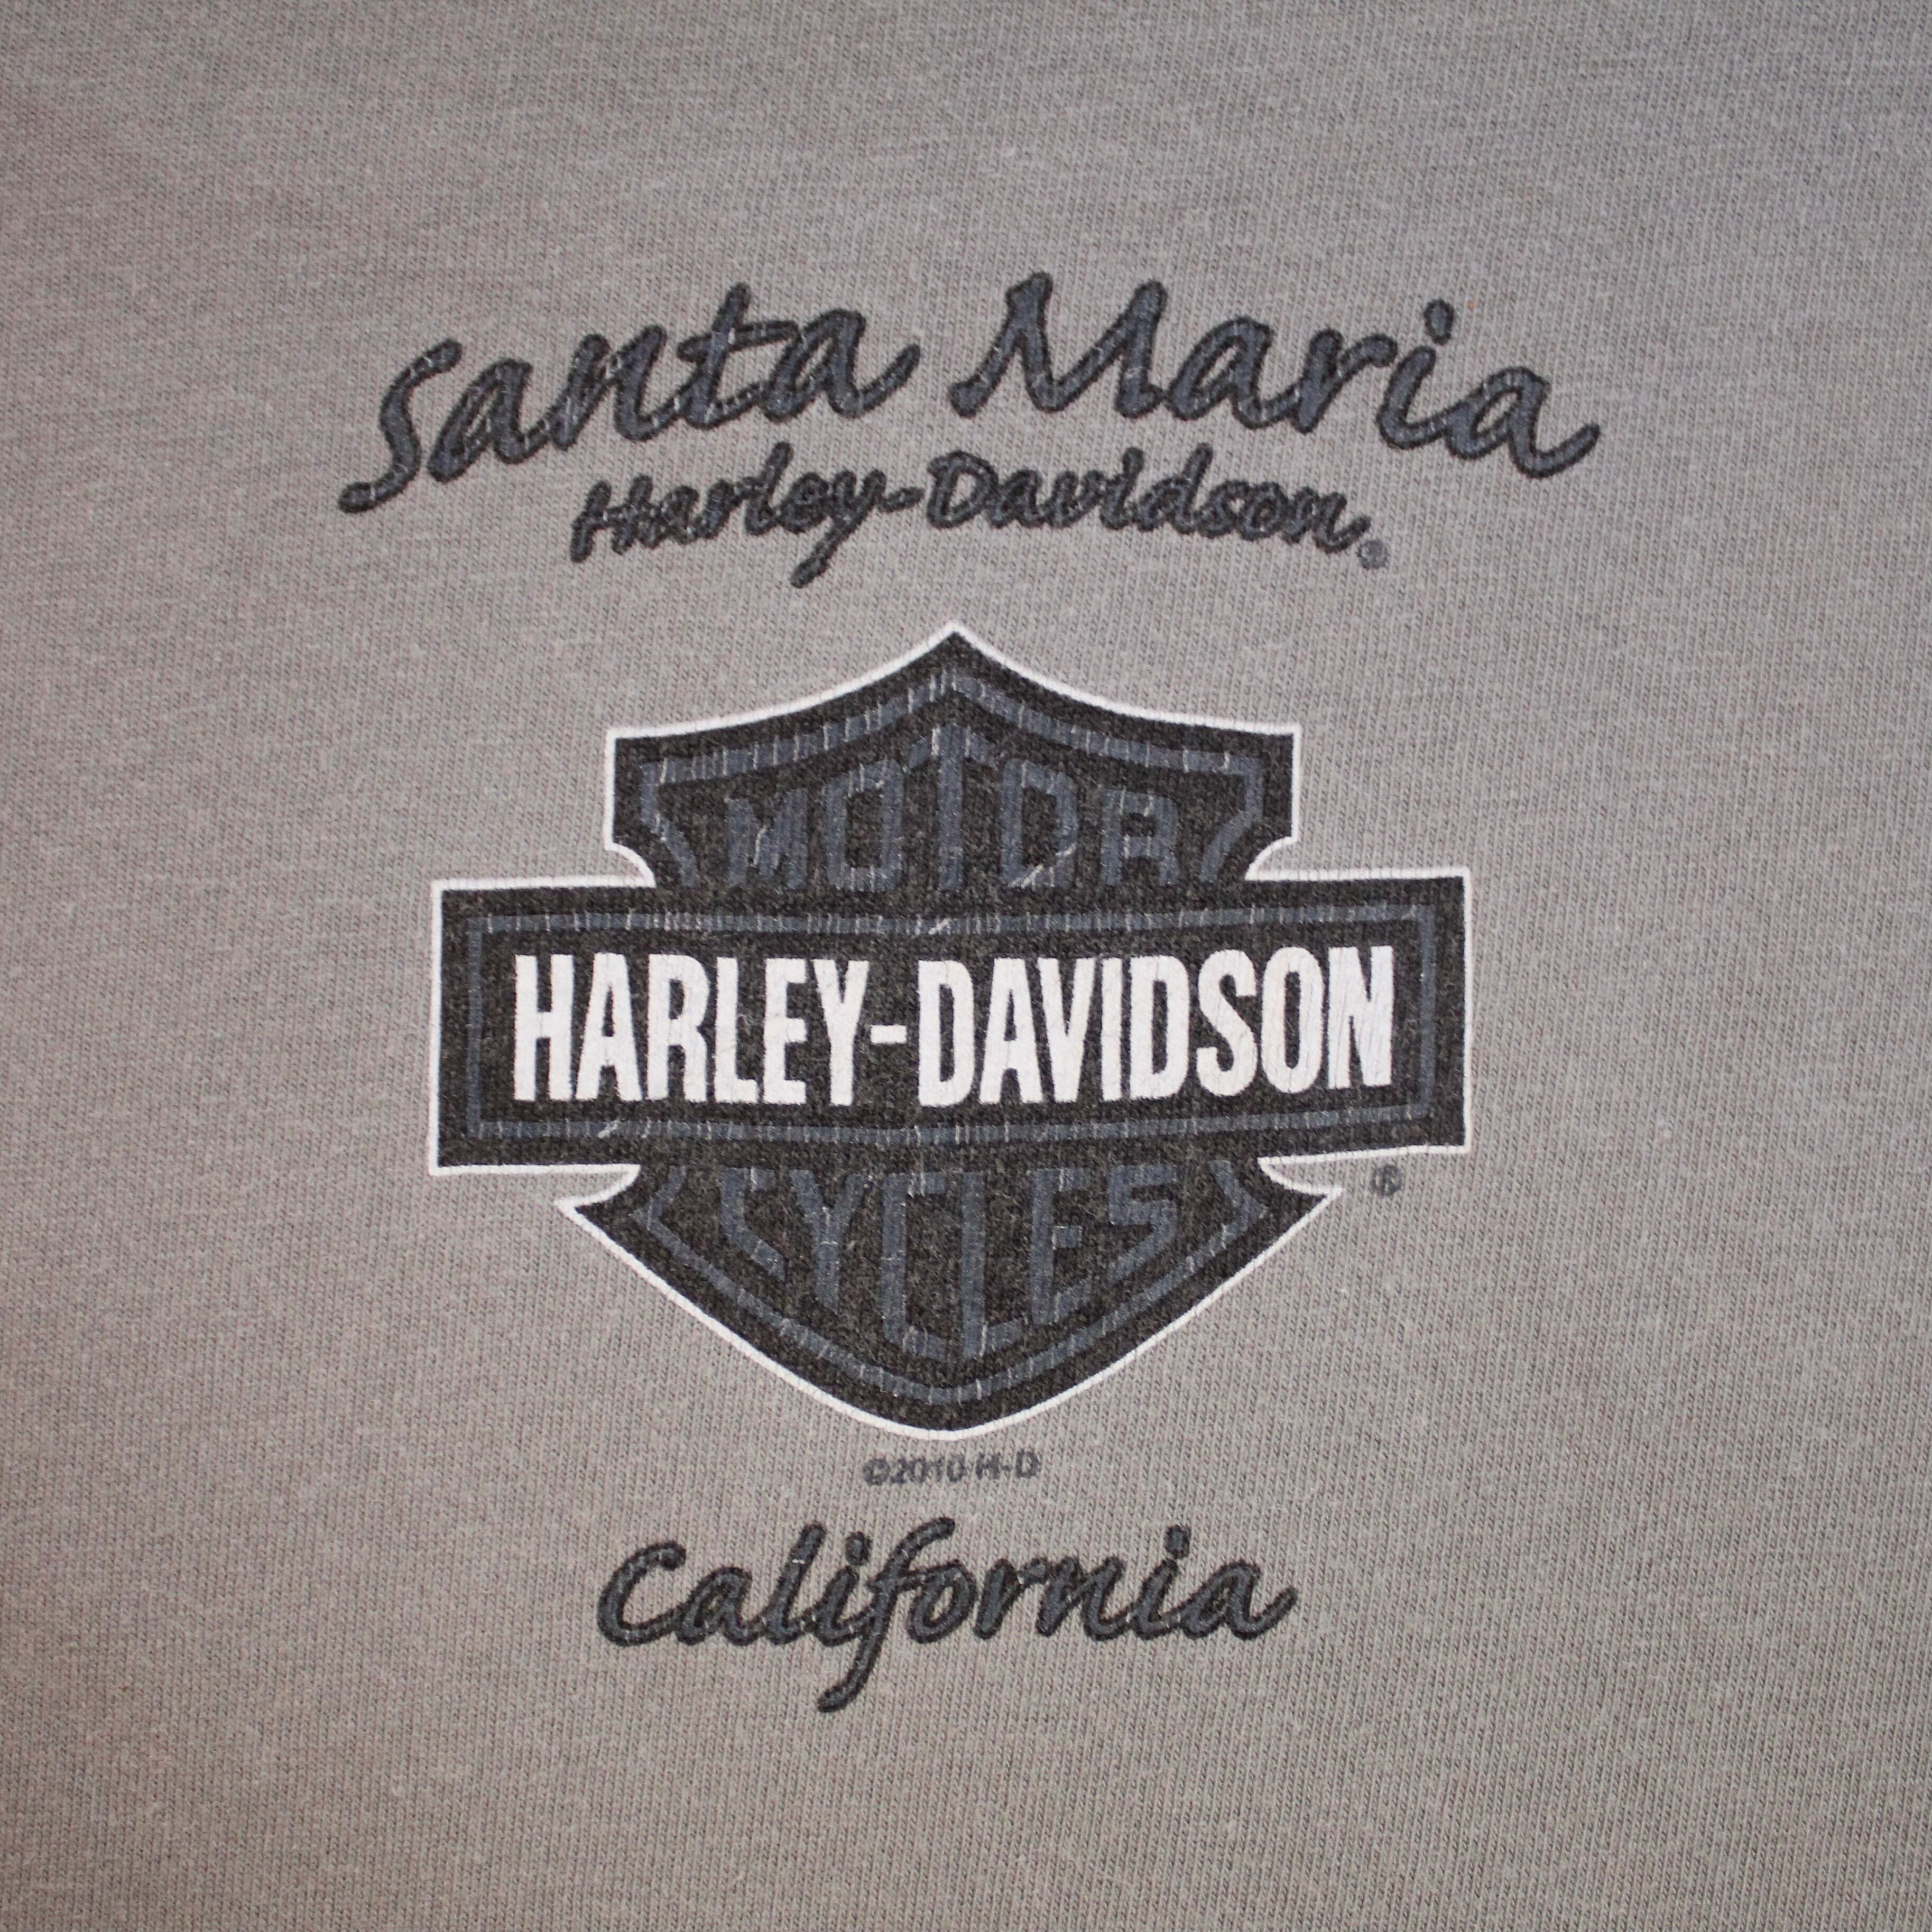 Santa Maria
Harley-Davidson®
MOTOR
HARLEY-DAVIDSON
CYCLES
®
©2010 H-D
California